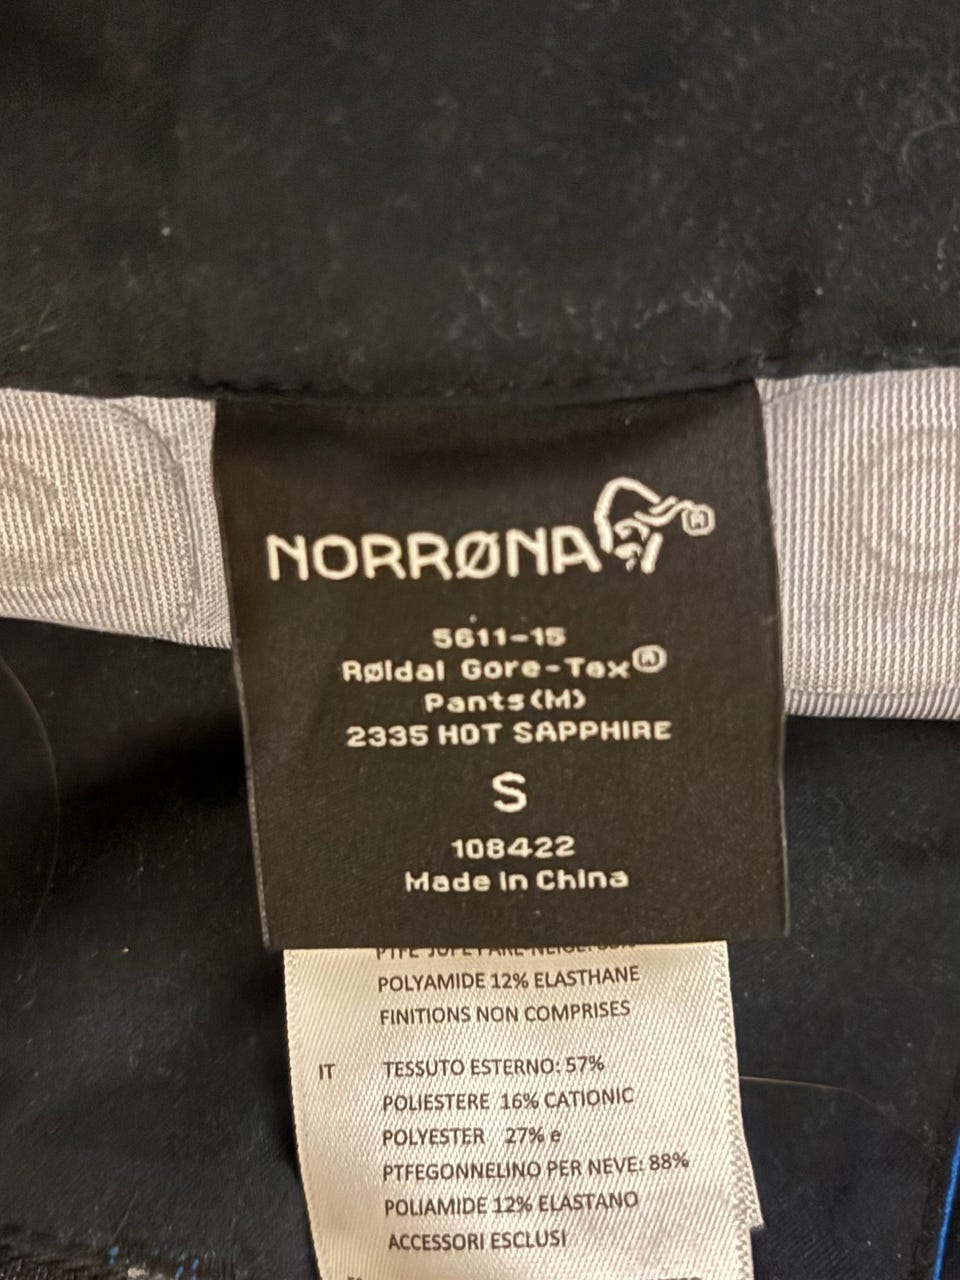 NORRØNA®
5611-15
Røldal Gore-Tex®
Pants(M)
2335 HOT SAPPHIRE
S
108422
Made in China
POLYAMIDE 12% ELASTHANE
FINITIONS NON COMPRISES
IT TESSUTO ESTERNO: 57%
POLIESTERE 16% CATIONIC
POLYESTER 27% e
PTFEGONNELINO PER NEVE: 88%
POLIAMIDE 12% ELASTANO
ACCESSORI ESCLUSI